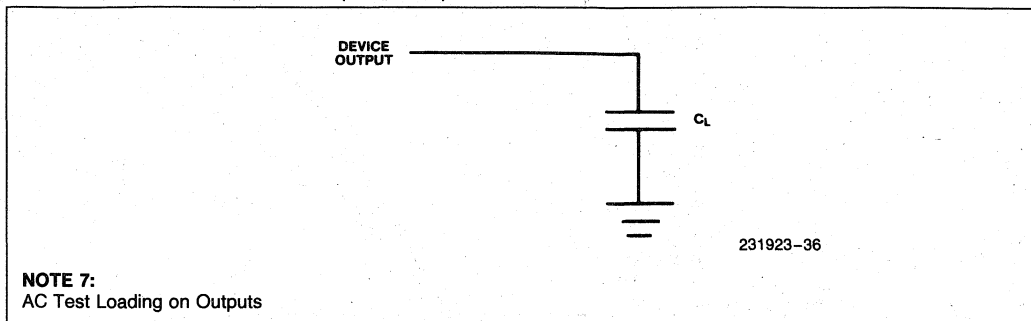 DEVICE
OUTPUT
CL
231923–36
NOTE 7:
AC Test Loading on Outputs